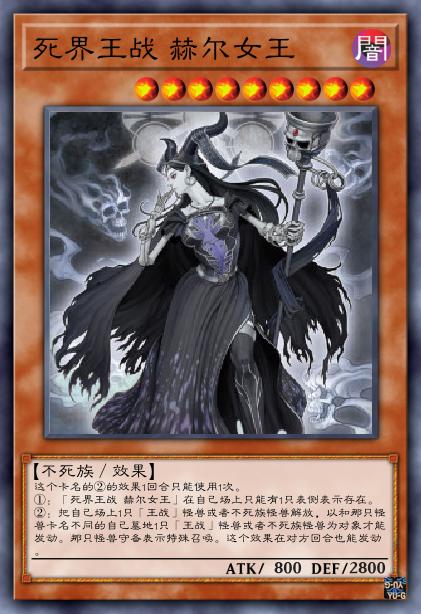 死界王战 赫尔女王
闇
【不死族／效果】
这个卡名的②的效果1回合只能使用1次。
①：「死界王战 赫尔女王」在自己场上只能有1只表侧表示存在。
②：把自己场上1只「王战」怪兽或者不死族怪兽解放，以和那只怪
兽卡名不同的自己墓地1只「王战」怪兽或者不死族怪兽为对象才能
发动。那只怪兽守备表示特殊召唤。这个效果在对方回合也能发动
。
ATK/ 800 DEF/2800
YU-G